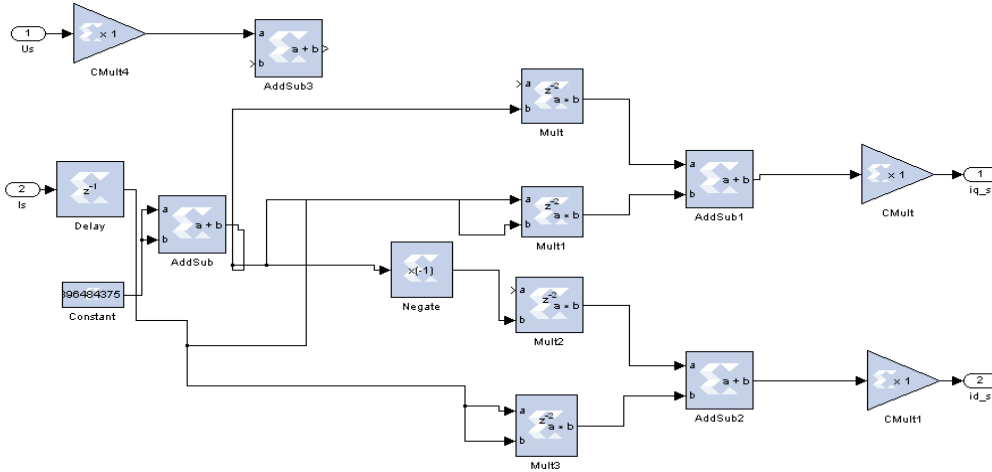 1
Us
x 1
CMult4
a
b
a + b
AddSub3
a
b
z-2
a * b
Mult
2
Is
z-1
Delay
a
b
a + b
AddSub
396484375
Constant
a
b
z-2
a * b
Mult1
x(-1)
Negate
a
b
z-2
a * b
Mult2
a
b
z-2
a * b
Mult3
a
b
a + b
AddSub1
x 1
CMult
1
iq_s
a
b
a + b
AddSub2
x 1
CMult1
2
id_s